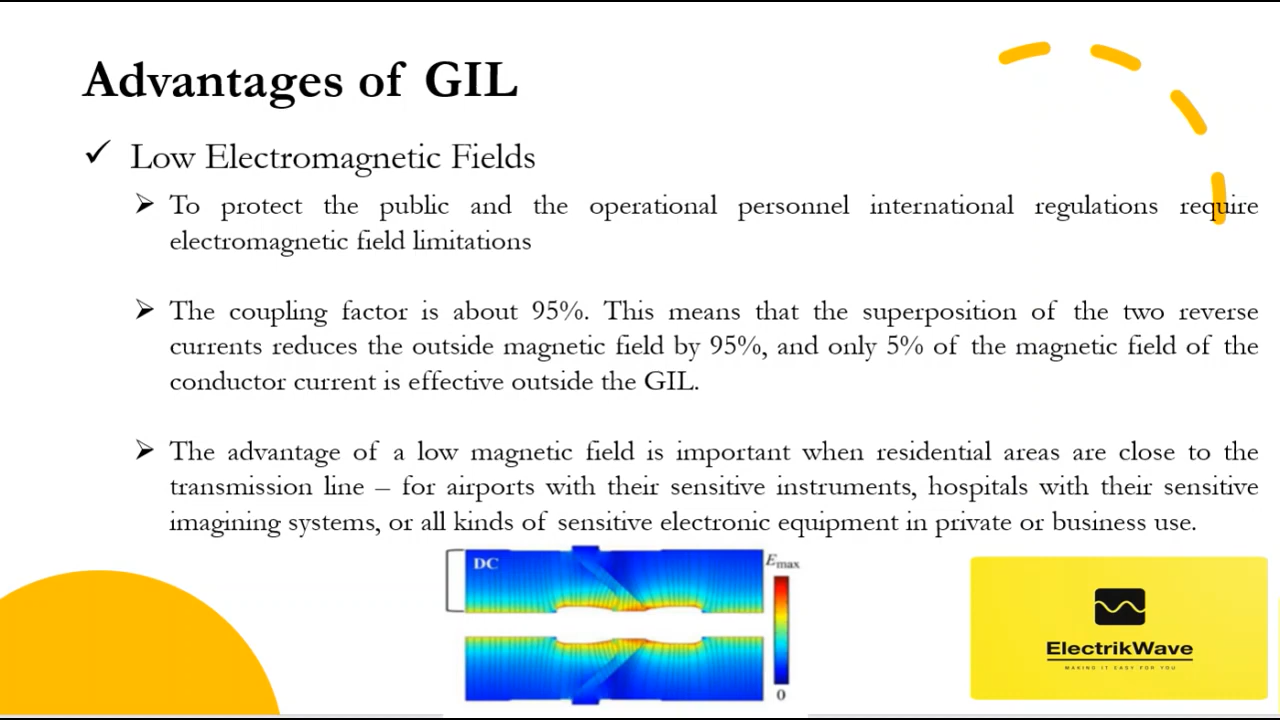 Advantages of GIL
✓ Low Electromagnetic Fields
➢ To protect the public and the operational personnel international regulations require
electromagnetic field limitations
➢ The coupling factor is about 95%. This means that the superposition of the two reverse
currents reduces the outside magnetic field by 95%, and only 5% of the magnetic field of the
conductor current is effective outside the GIL.
➢ The advantage of a low magnetic field is important when residential areas are close to the
transmission line – for airports with their sensitive instruments, hospitals with their sensitive
imagining systems, or all kinds of sensitive electronic equipment in private or business use.
DC
Emax
0
ElectrikWave
MAKING IT EASY FOR YOU